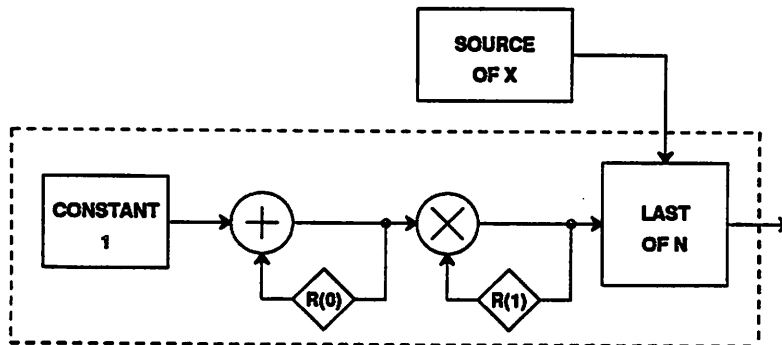 SOURCE
OF X
CONSTANT
1
R(0)
R(1)
LAST
OF N